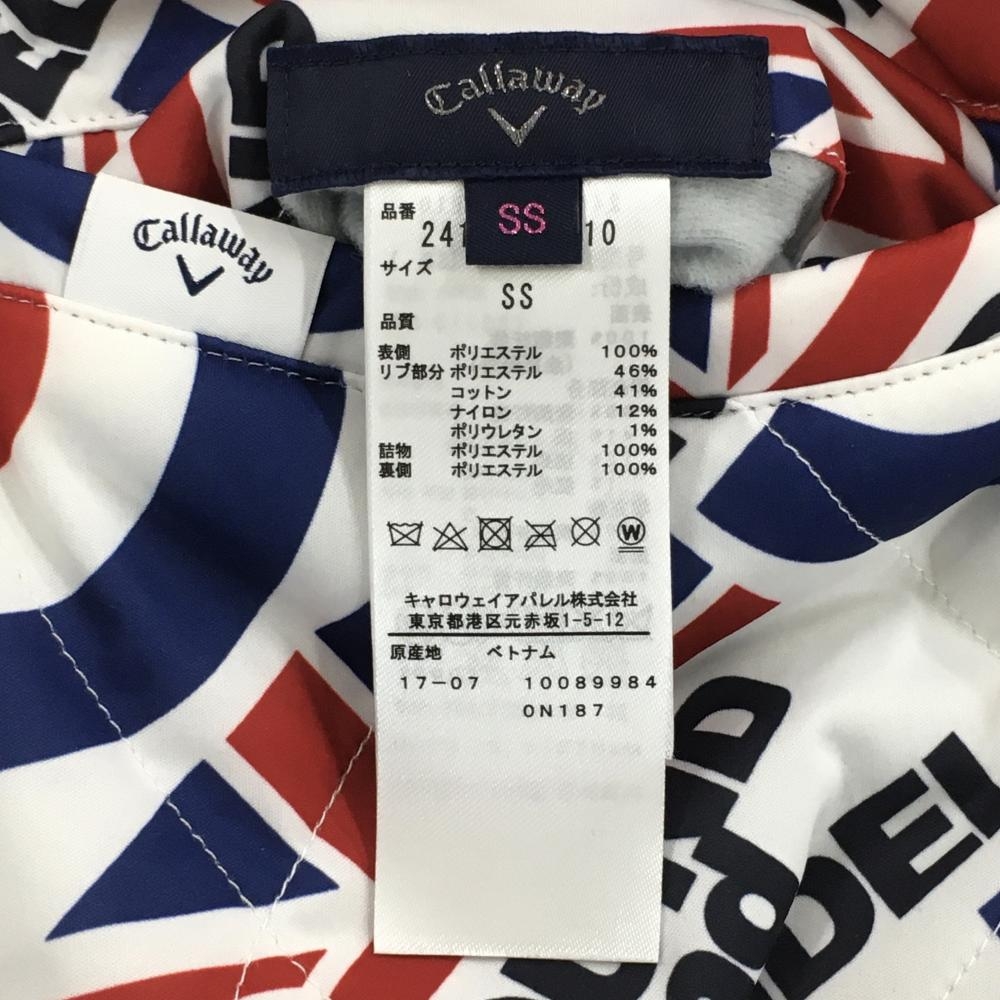 Callaway
SS
Callaway
品番
241 10
サイズ
SS
品質
表側 ポリエステル 100%
リブ部分 ポリエステル 46%
コットン 41%
ナイロン 12%
ポリウレタン 1%
詰物 ポリエステル 100%
裏側 ポリエステル 100%
W
キャロウェイアパレル株式会社
東京都港区元赤坂1-5-12
原産地 ベトナム
17-07 10089984
0N187